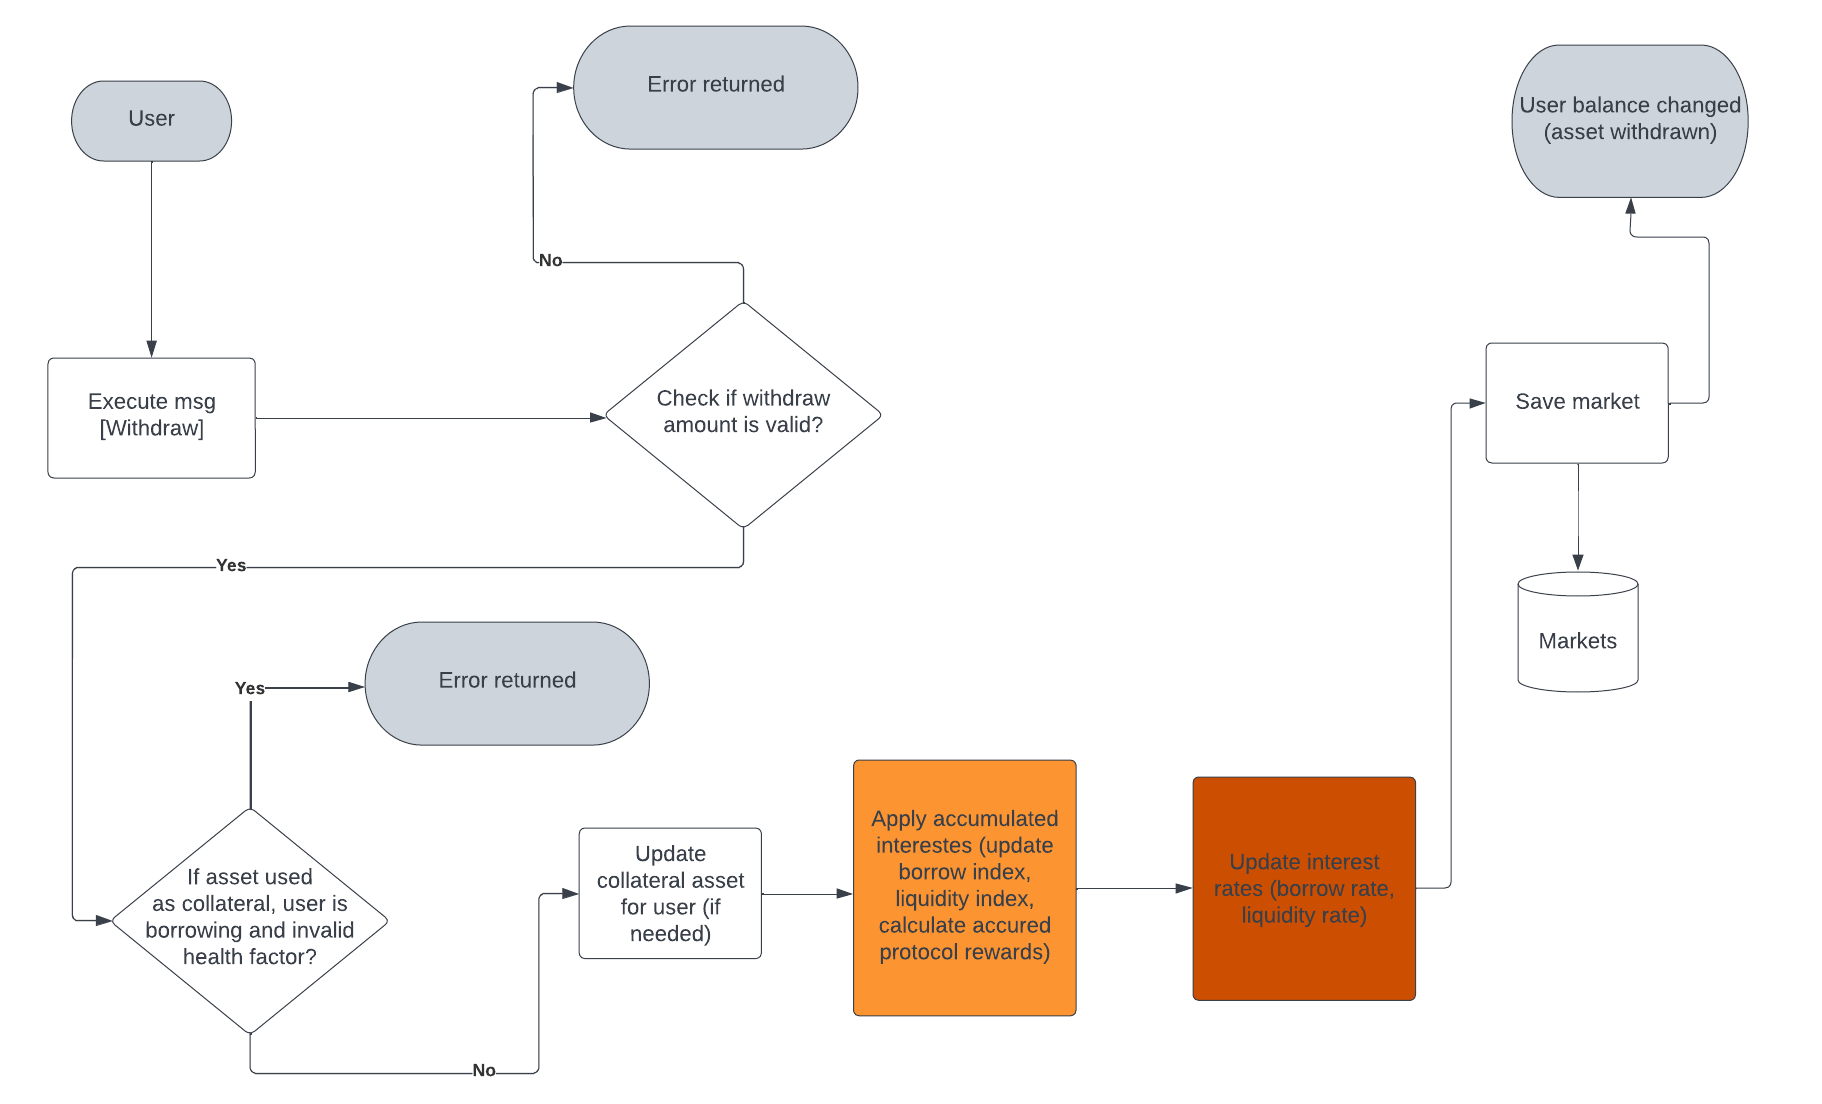 User
Error returned
User balance changed
(asset withdrawn)
No
Execute msg
[Withdraw]
Check if withdraw
amount is valid?
Save market
Yes
Markets
Error returned
Yes
If asset used
as collateral, user is
borrowing and invalid
health factor?
Update
collateral asset
for user (if
needed)
Apply accumulated
interestes (update
borrow index,
liquidity index,
calculate accured
protocol rewards)
Update interest
rates (borrow rate,
liquidity rate)
No